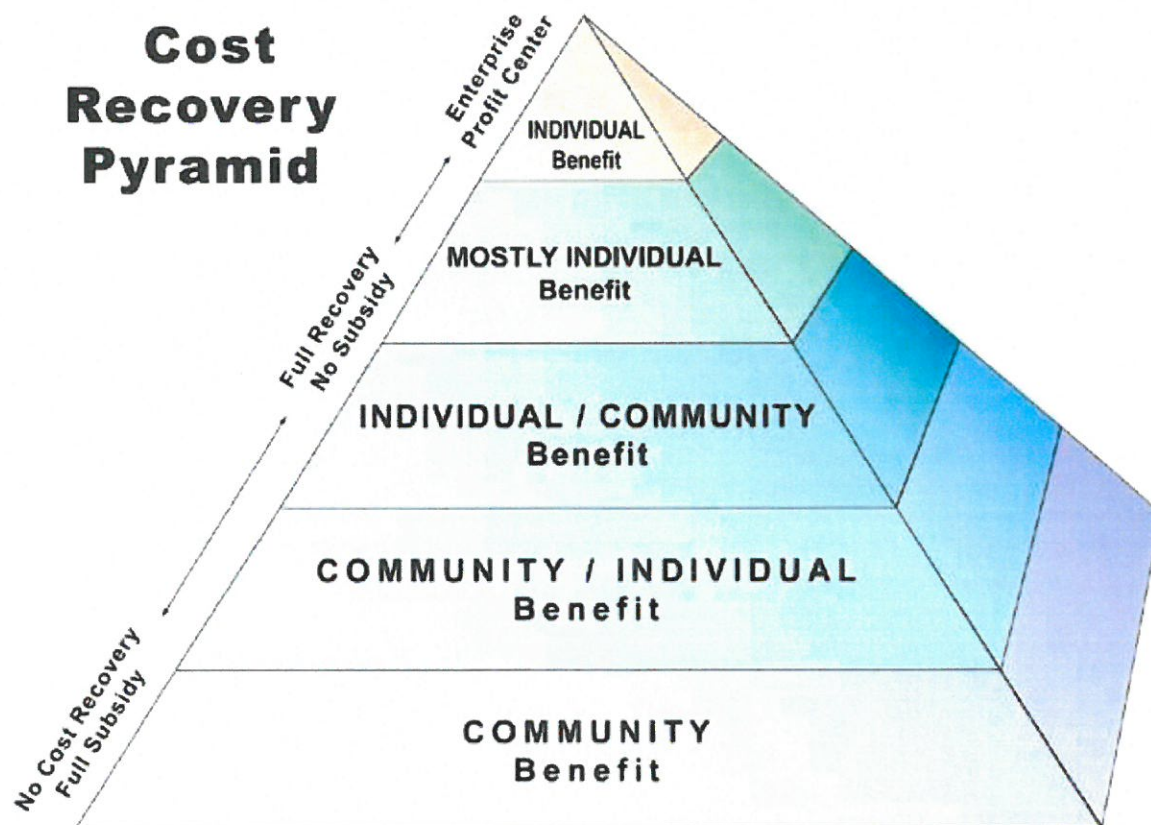 Cost
Recovery
Pyramid
Enterprise
Profit Center
INDIVIDUAL
Benefit
Full Recovery
No Subsidy
MOSTLY INDIVIDUAL
Benefit
INDIVIDUAL / COMMUNITY
Benefit
COMMUNITY / INDIVIDUAL
Benefit
No Cost Recovery
Full Subsidy
COMMUNITY
Benefit